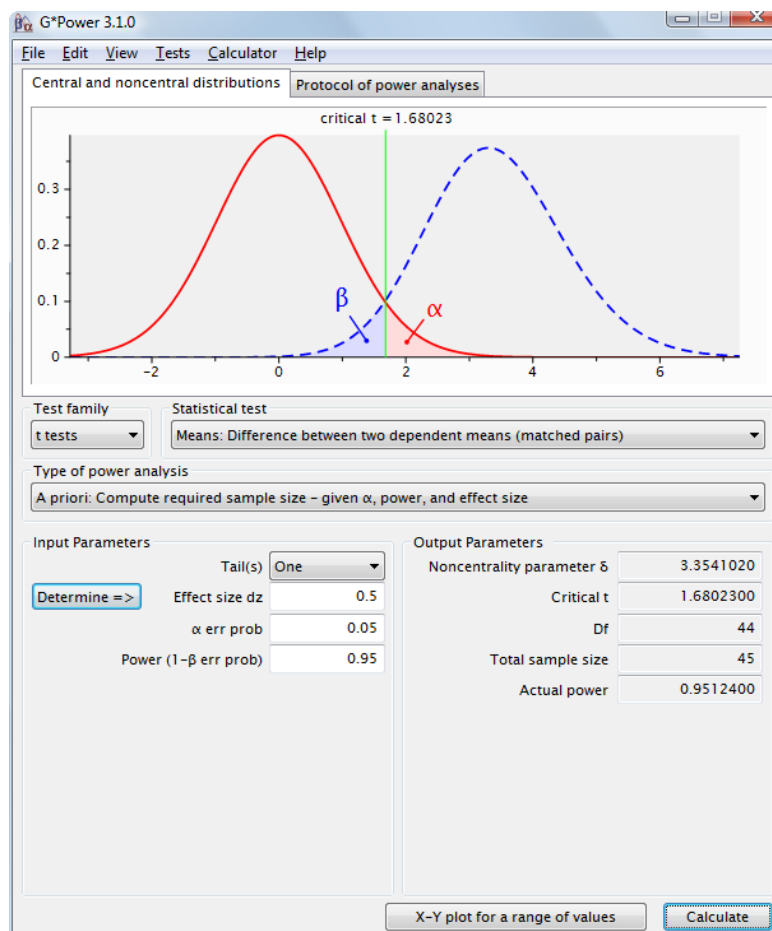 G*Power 3.1.0
File Edit View Tests Calculator Help
Central and noncentral distributions Protocol of power analyses
critical t = 1.68023
0.3
0.2
0.1
0
β
α
-2 0 2 4 6
Test family Statistical test
t tests Means: Difference between two dependent means (matched pairs)
Type of power analysis
A priori: Compute required sample size – given α, power, and effect size
Input Parameters Output Parameters
Tail(s) One Noncentrality parameter δ 3.3541020
Determine => Effect size dz 0.5 Critical t 1.6802300
α err prob 0.05 Df 44
Power (1-β err prob) 0.95 Total sample size 45
Actual power 0.9512400
X-Y plot for a range of values Calculate